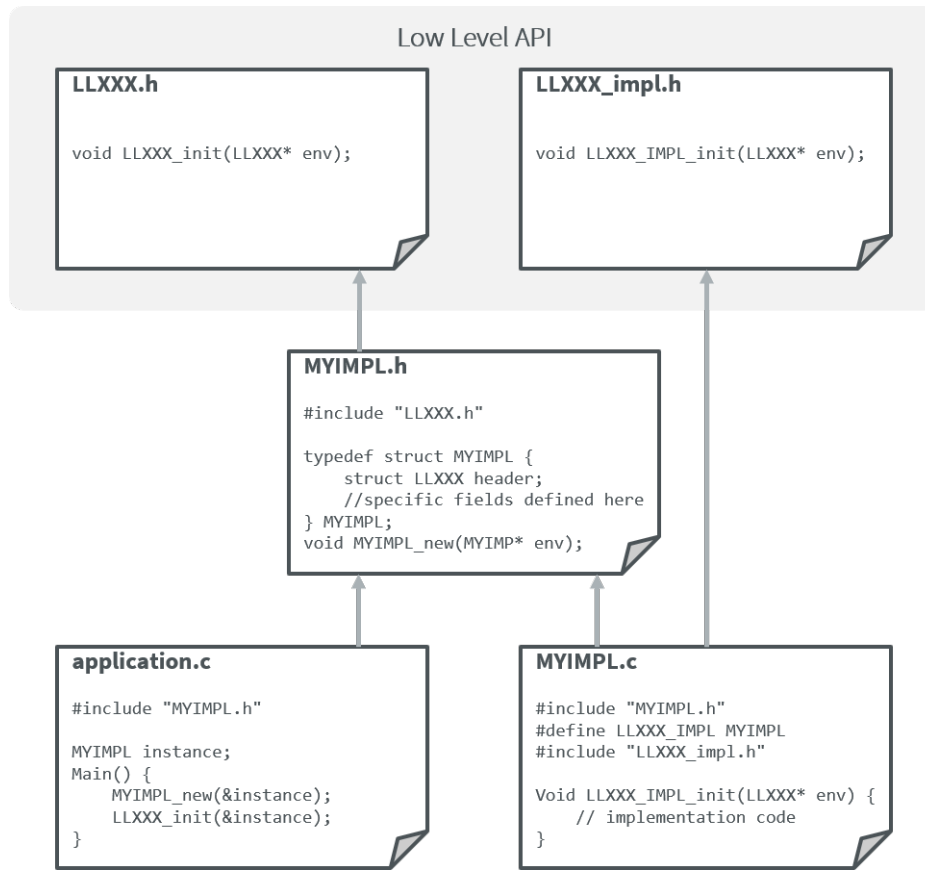 Low Level API
LLXXX.h
void LLXXX_init(LLXXX* env);
LLXXX_impl.h
void LLXXX_IMPL_init(LLXXX* env);
MYIMPL.h
#include "LLXXX.h"
typedef struct MYIMPL {
    struct LLXXX header;
    //specific fields defined here
} MYIMPL;
void MYIMPL_new(MYIMP* env);
application.c
#include "MYIMPL.h"
MYIMPL instance;
Main() {
    MYIMPL_new(&instance);
    LLXXX_init(&instance);
}
MYIMPL.c
#include "MYIMPL.h"
#define LLXXX_IMPL MYIMPL
#include "LLXXX_impl.h"
Void LLXXX_IMPL_init(LLXXX* env) {
    // implementation code
}